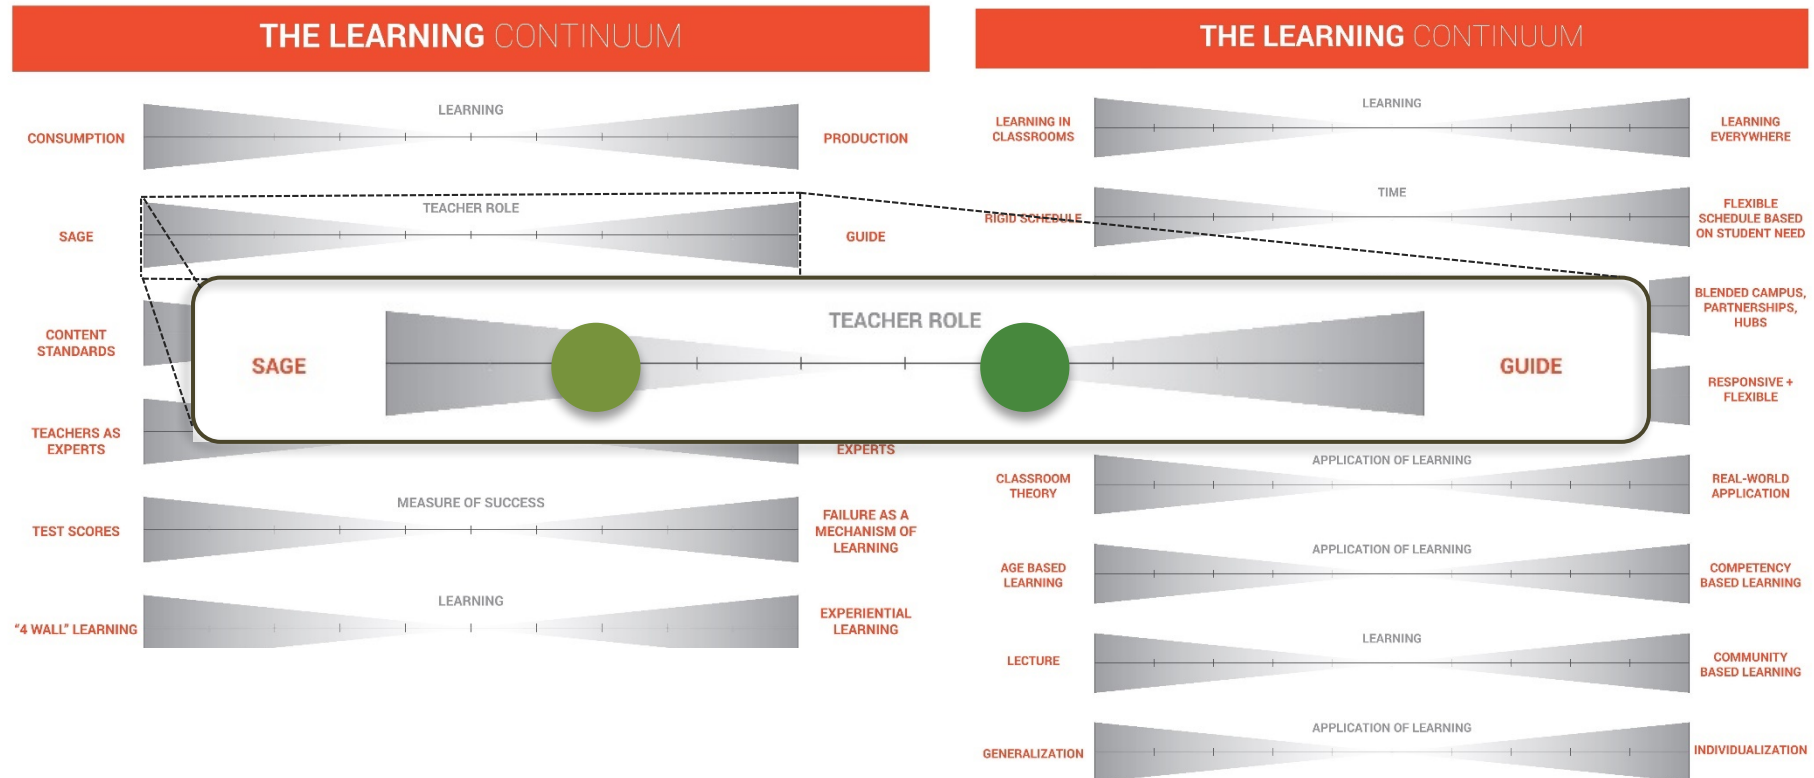 THE LEARNING CONTINUUM
LEARNING
CONSUMPTION
PRODUCTION
TEACHER ROLE
SAGE
GUIDE
CONTENT
STANDARDS
TEACHERS AS
EXPERTS
EXPERTS
MEASURE OF SUCCESS
TEST SCORES
FAILURE AS A
MECHANISM OF
LEARNING
LEARNING
“4 WALL” LEARNING
EXPERIENTIAL
LEARNING
TEACHER ROLE
SAGE
GUIDE
THE LEARNING CONTINUUM
LEARNING
LEARNING IN
CLASSROOMS
LEARNING
EVERYWHERE
TIME
RIGID SCHEDULE
FLEXIBLE
SCHEDULE BASED
ON STUDENT NEED
BLENDED CAMPUS,
PARTNERSHIPS,
HUBS
RESPONSIVE +
FLEXIBLE
APPLICATION OF LEARNING
CLASSROOM
THEORY
REAL-WORLD
APPLICATION
APPLICATION OF LEARNING
AGE BASED
LEARNING
COMPETENCY
BASED LEARNING
LEARNING
LECTURE
COMMUNITY
BASED LEARNING
APPLICATION OF LEARNING
GENERALIZATION
INDIVIDUALIZATION